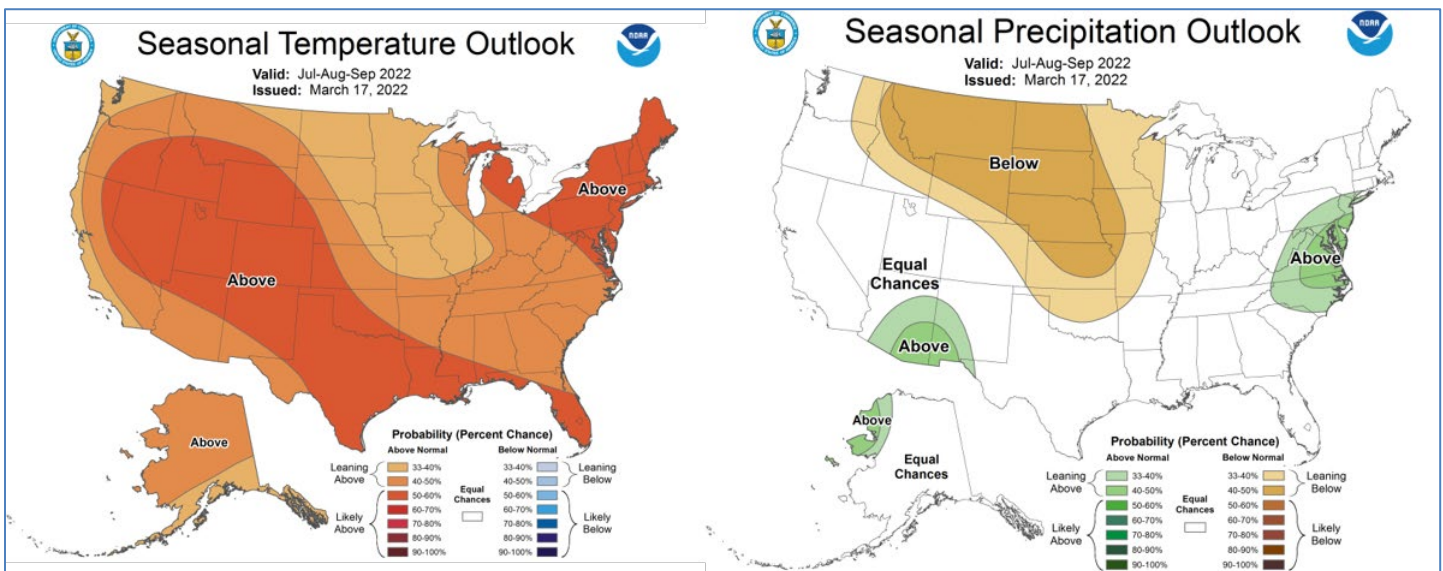 Seasonal Temperature Outlook
NOAA
Valid: Jul-Aug-Sep 2022
Issued: March 17, 2022
Above
Above
Above
Probability (Percent Chance)
Above Normal
Below Normal
Leaning Above
33-40%
40-50%
Likely Above
50-60%
60-70%
70-80%
80-90%
90-100%
Equal Chances
33-40%
40-50%
Leaning Below
50-60%
60-70%
70-80%
80-90%
90-100%
Likely Below
Seasonal Precipitation Outlook
NOAA
Valid: Jul-Aug-Sep 2022
Issued: March 17, 2022
Below
Above
Equal
Chances
Above
Above
Equal
Chances
Probability (Percent Chance)
Above Normal
Below Normal
Leaning Above
33-40%
40-50%
Likely Above
50-60%
60-70%
70-80%
80-90%
90-100%
Equal Chances
33-40%
40-50%
Leaning Below
50-60%
60-70%
70-80%
80-90%
90-100%
Likely Below